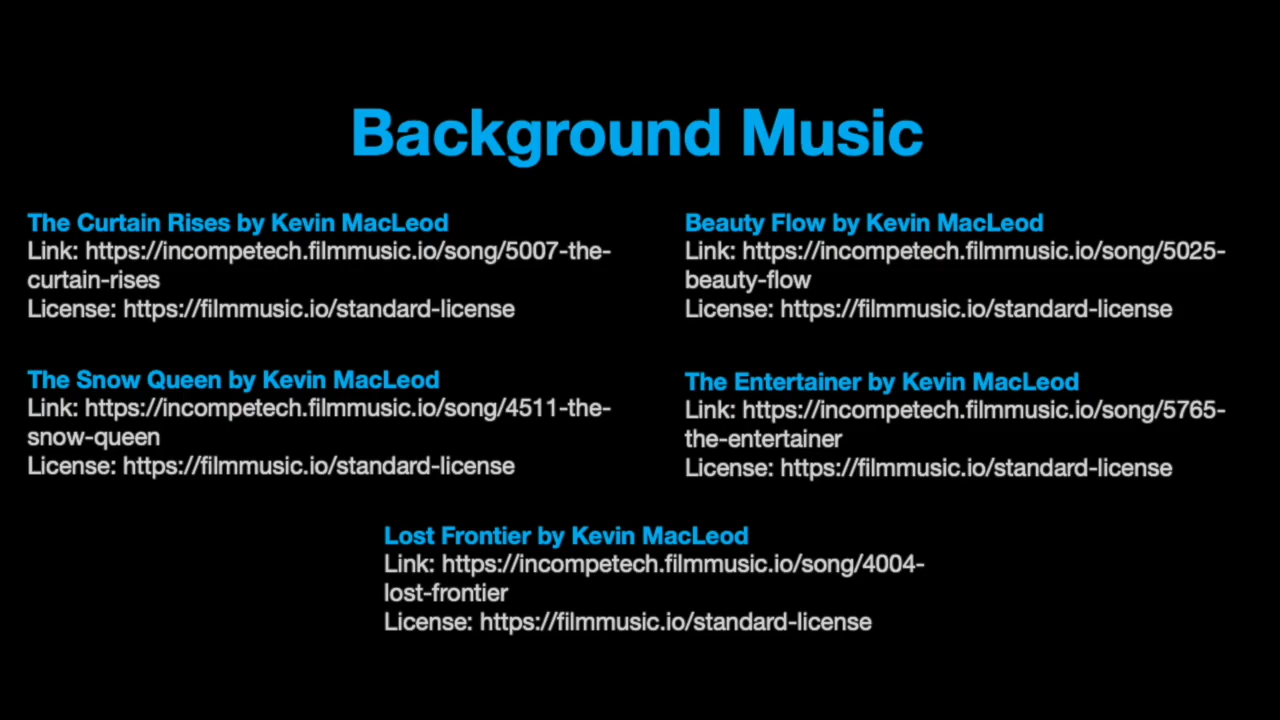 Background Music
The Curtain Rises by Kevin MacLeod
Link: https://incompetech.filmmusic.io/song/5007-the-
curtain-rises
License: https://filmmusic.io/standard-license
Beauty Flow by Kevin MacLeod
Link: https://incompetech.filmmusic.io/song/5025-
beauty-flow
License: https://filmmusic.io/standard-license
The Snow Queen by Kevin MacLeod
Link: https://incompetech.filmmusic.io/song/4511-the-
snow-queen
License: https://filmmusic.io/standard-license
The Entertainer by Kevin MacLeod
Link: https://incompetech.filmmusic.io/song/5765-
the-entertainer
License: https://filmmusic.io/standard-license
Lost Frontier by Kevin MacLeod
Link: https://incompetech.filmmusic.io/song/4004-
lost-frontier
License: https://filmmusic.io/standard-license